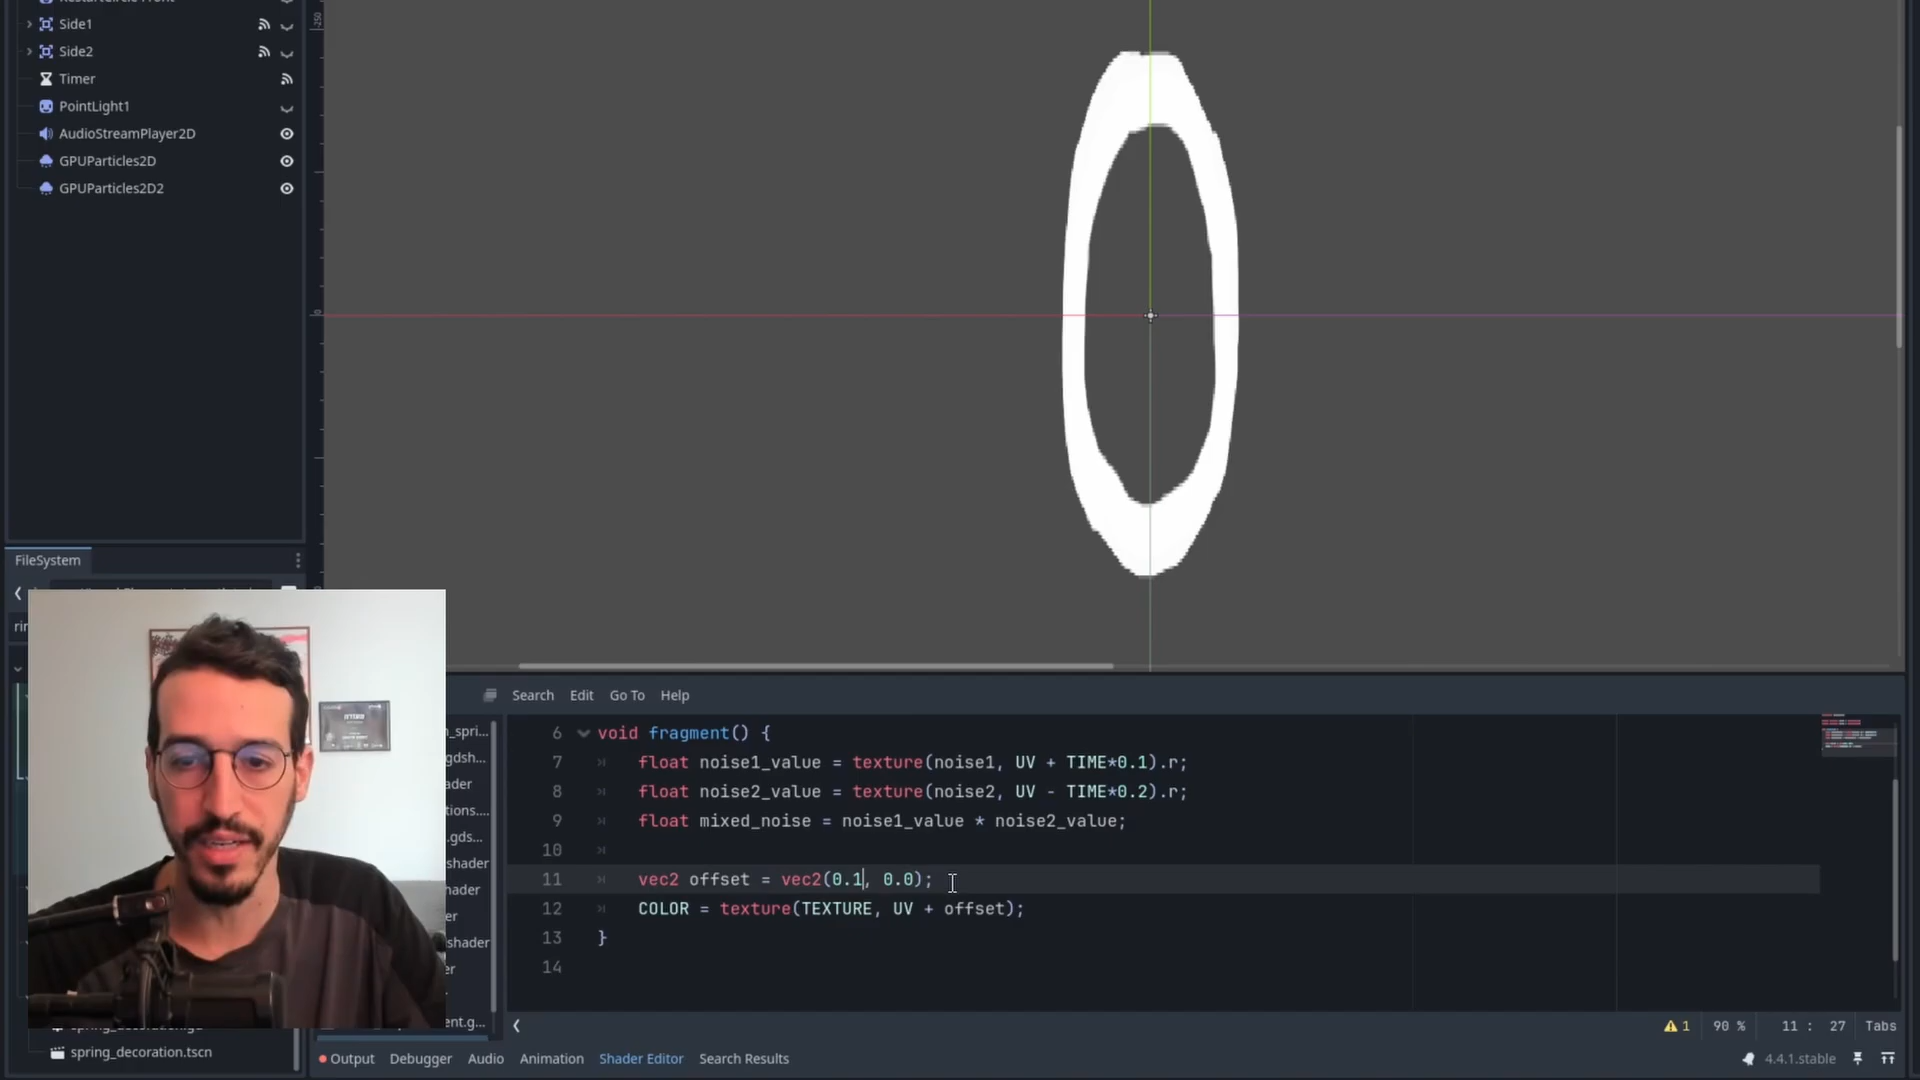 Side1
Side2
Timer
PointLight1
AudioStreamPlayer2D
GPUParticles2D
GPUParticles2D2
FileSystem
spring_decoration.tscn
Search Edit Go To Help
6 void fragment() {
7 float noise1_value = texture(noise1, UV + TIME*0.1).r;
8 float noise2_value = texture(noise2, UV - TIME*0.2).r;
9 float mixed_noise = noise1_value * noise2_value;
10
11 vec2 offset = vec2(0.1, 0.0);
12 COLOR = texture(TEXTURE, UV + offset);
13 }
14
1 90 % 11 : 27 Tabs
Output Debugger Audio Animation Shader Editor Search Results
4.4.1.stable